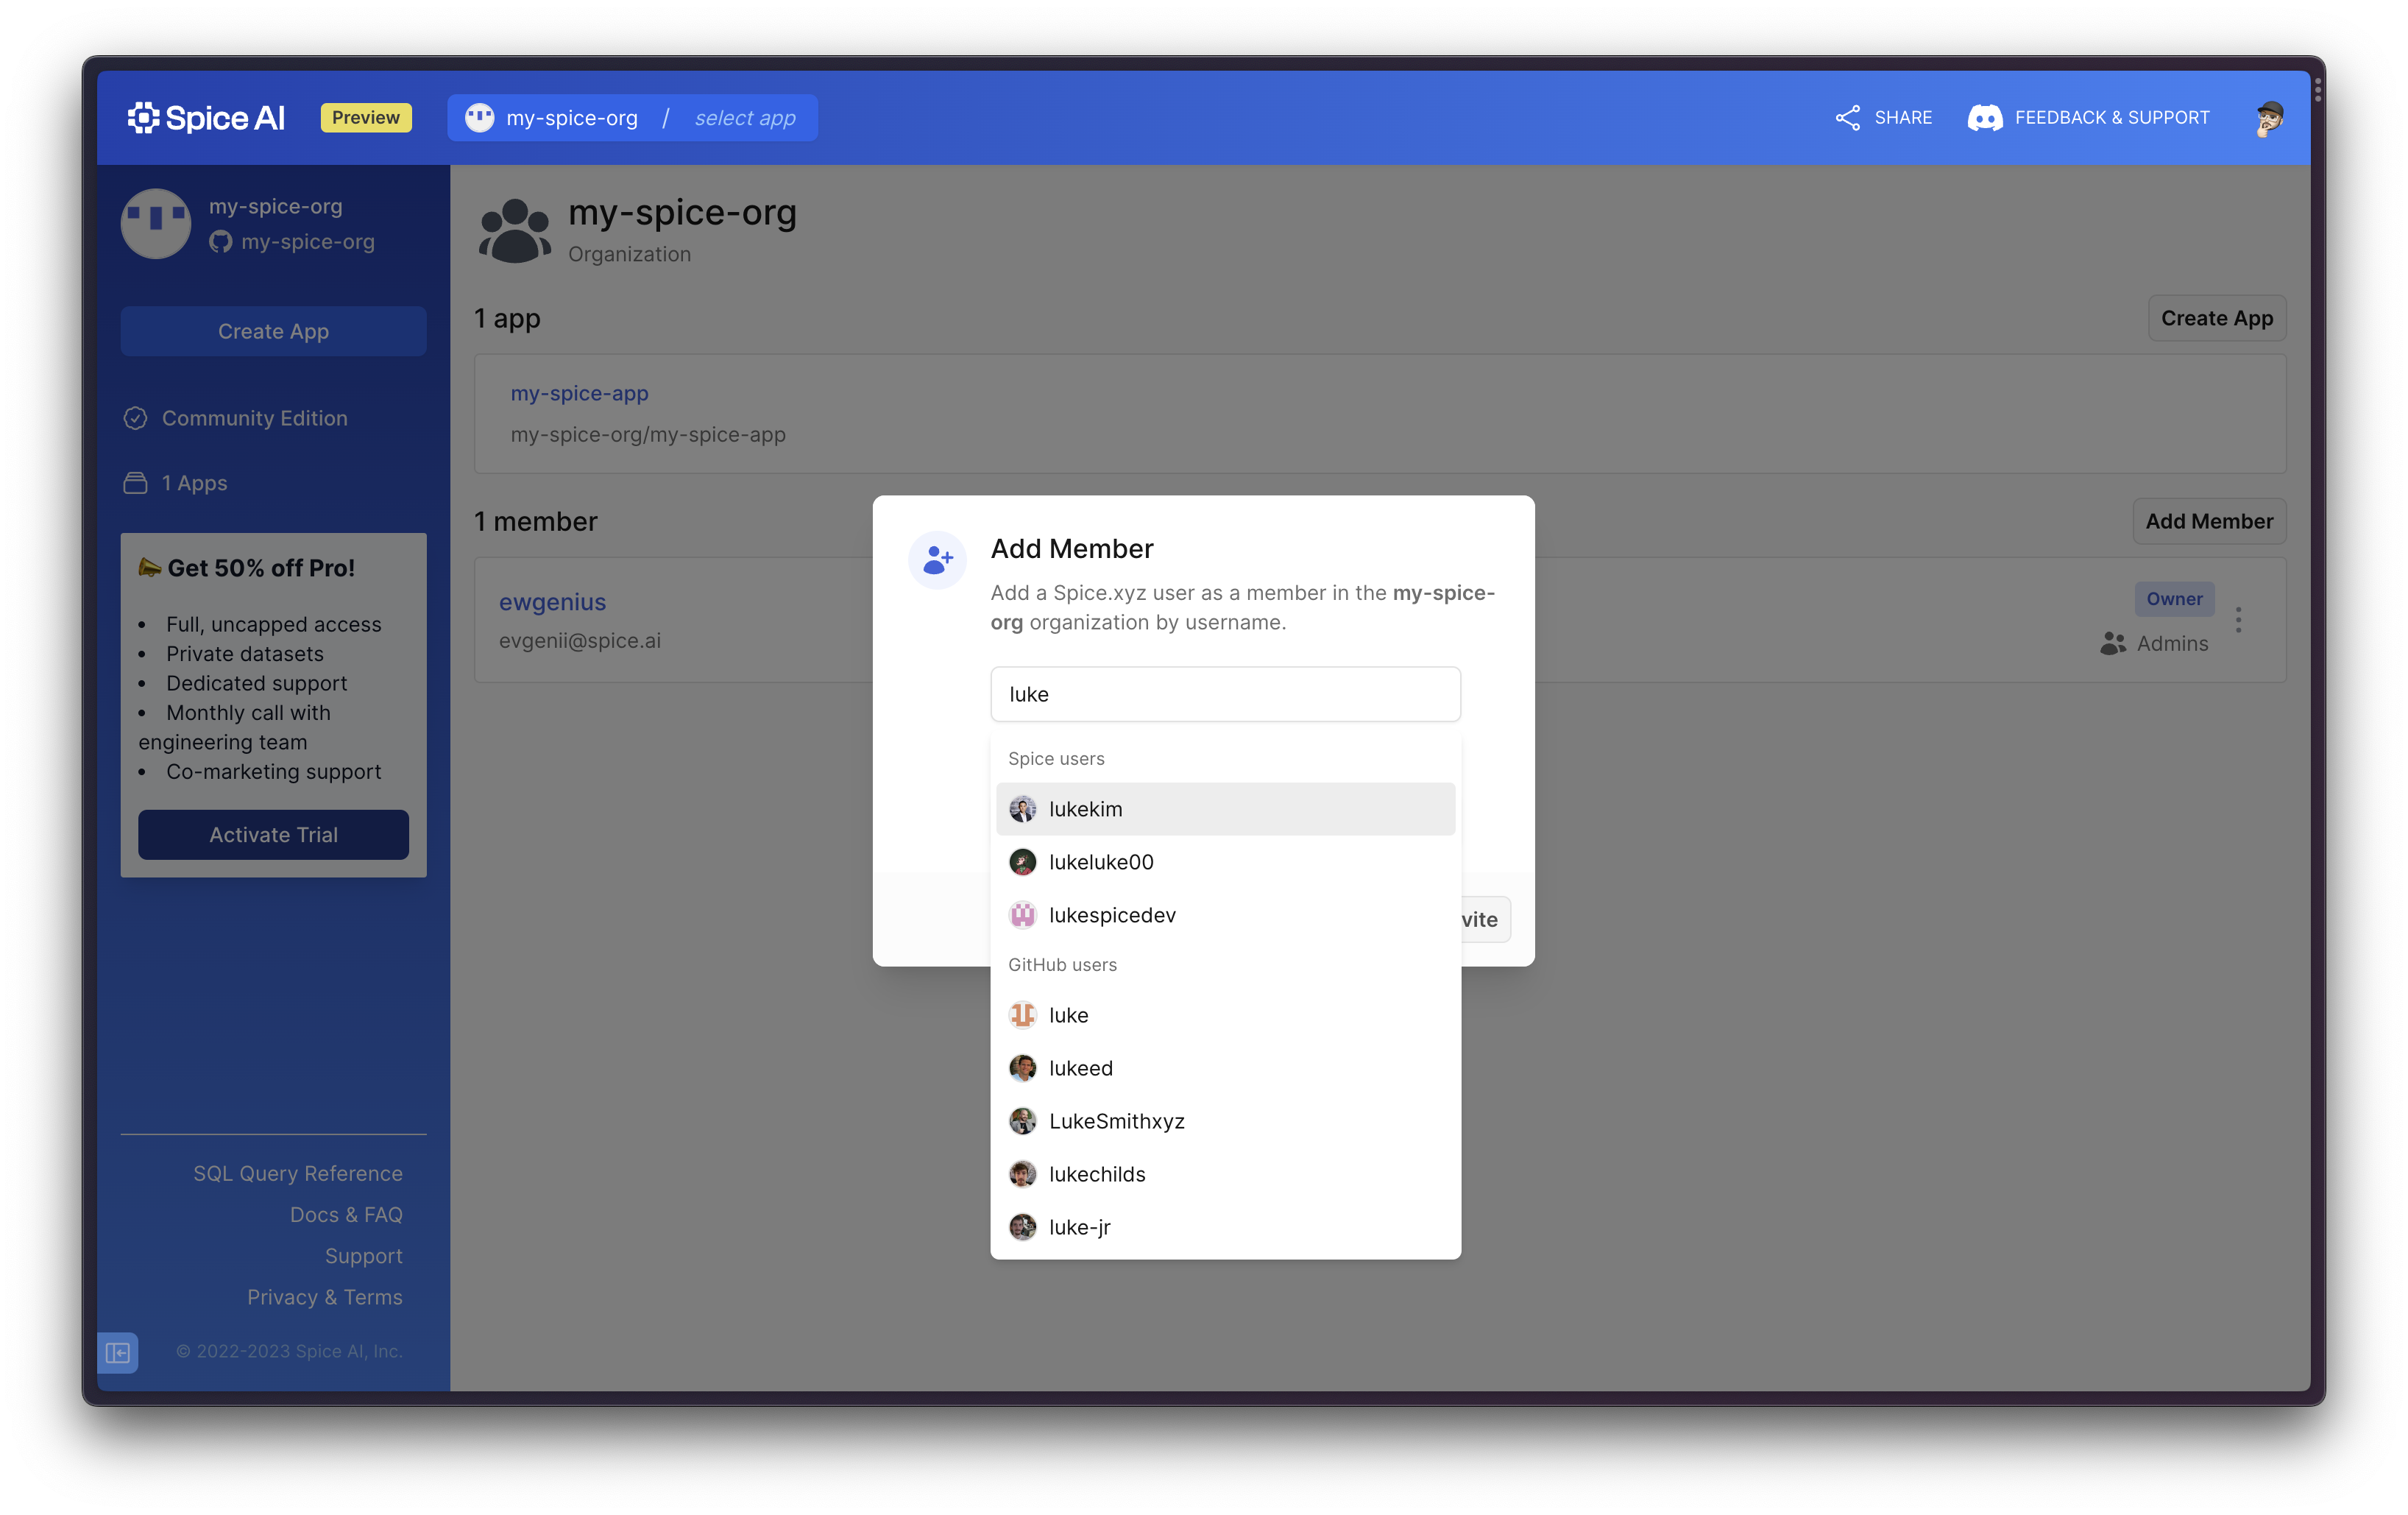 Spice AI
Preview
my-spice-org / select app
SHARE
FEEDBACK & SUPPORT
my-spice-org
my-spice-org
Create App
Community Edition
1 Apps
Get 50% off Pro!
• Full, uncapped access
• Private datasets
• Dedicated support
• Monthly call with
engineering team
• Co-marketing support
Activate Trial
SQL Query Reference
Docs & FAQ
Support
Privacy & Terms
© 2022-2023 Spice AI, Inc.
my-spice-org
Organization
1 app
Create App
my-spice-app
my-spice-org/my-spice-app
1 member
Add Member
ewgenius
evgenii@spice.ai
Owner
Admins
Add Member
Add a Spice.xyz user as a member in the my-spice-
org organization by username.
luke
Spice users
lukekim
lukeluke00
lukespicedev
GitHub users
luke
lukeed
LukeSmithxyz
lukechilds
luke-jr
vite